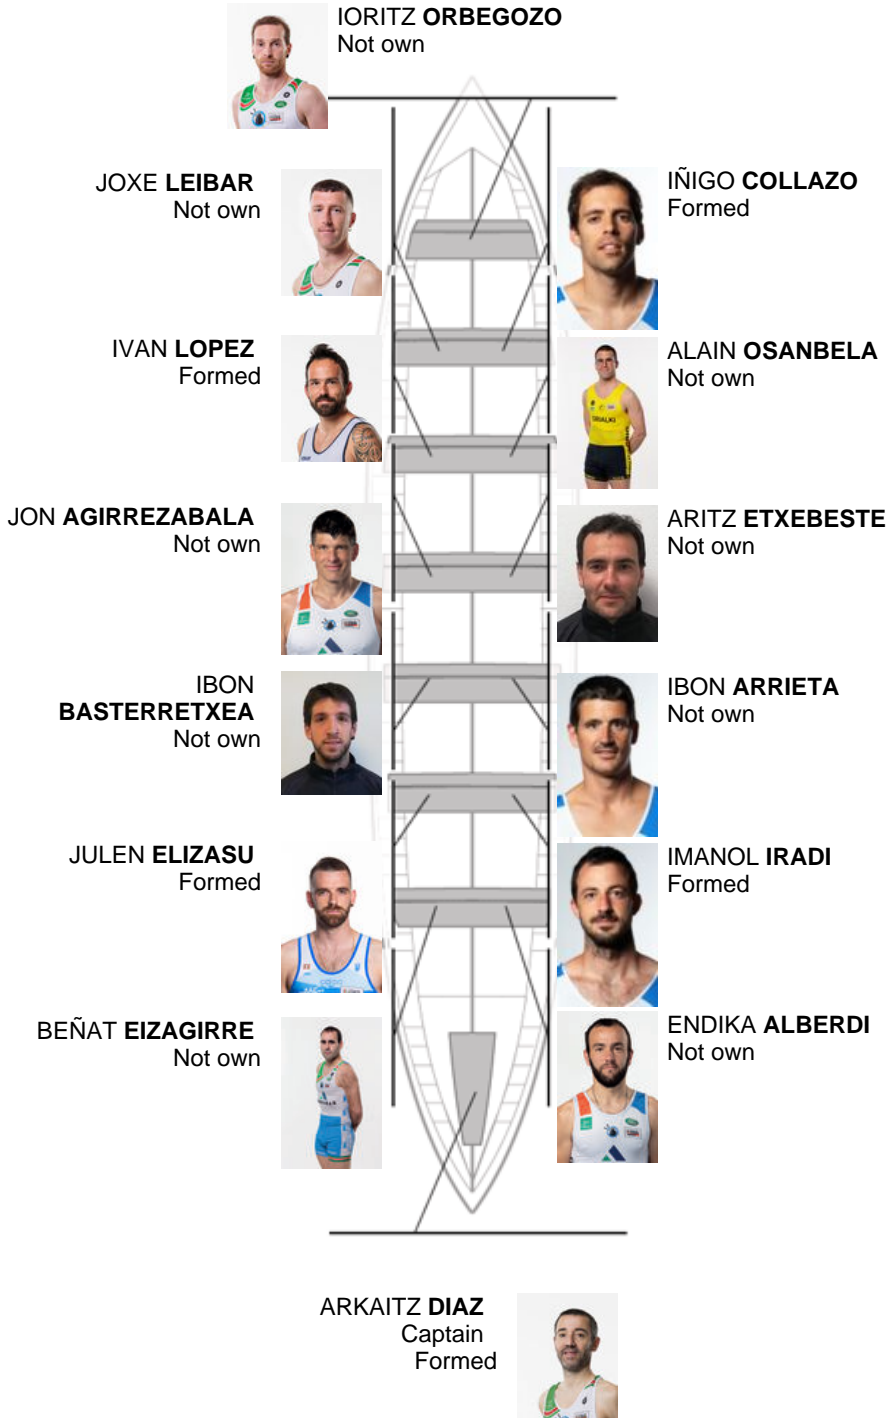 IORITZ ORBEGOZO
Not own
JOXE LEIBAR
Not own
IÑIGO COLLAZO
Formed
IVAN LOPEZ
Formed
ALAIN OSANBELA
Not own
JON AGIRREZABALA
Not own
ARITZ ETXEBESTE
Not own
IBON
BASTERRETXEA
Not own
IBON ARRIETA
Not own
JULEN ELIZASU
Formed
IMANOL IRADI
Formed
BEÑAT EIZAGIRRE
Not own
ENDIKA ALBERDI
Not own
ARKAITZ DIAZ
Captain
Formed